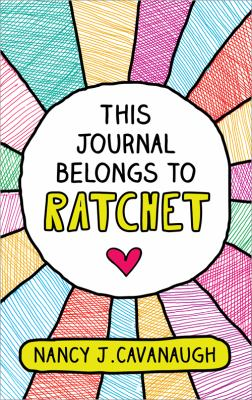 THIS
JOURNAL
BELONGS TO
RATCHET
NANCY J. CAVANAUGH